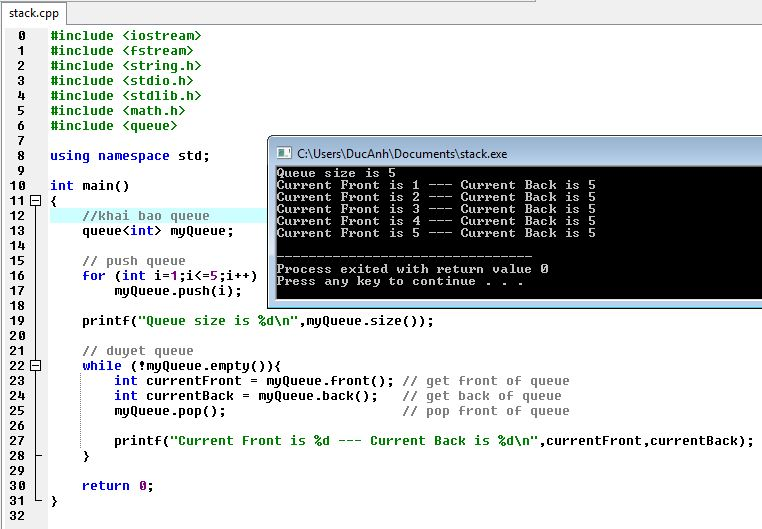 stack.cpp
0 #include <iostream>
1 #include <fstream>
2 #include <string.h>
3 #include <stdio.h>
4 #include <stdlib.h>
5 #include <math.h>
6 #include <queue>
7
8 using namespace std;
9
10 int main()
11 {
12 //khai bao queue
13 queue<int> myQueue;
14
15 // push queue
16 for (int i=1;i<=5;i++)
17 myQueue.push(i);
18
19 printf("Queue size is %d\n",myQueue.size());
20
21 // duyet queue
22 while (!myQueue.empty()){
23 int currentFront = myQueue.front(); // get front of queue
24 int currentBack = myQueue.back(); // get back of queue
25 myQueue.pop(); // pop front of queue
26
27 printf("Current Front is %d --- Current Back is %d\n",currentFront,currentBack);
28 }
29
30 return 0;
31 }
32
C:\Users\DucAnh\Documents\stack.exe
Queue size is 5
Current Front is 1 --- Current Back is 5
Current Front is 2 --- Current Back is 5
Current Front is 3 --- Current Back is 5
Current Front is 4 --- Current Back is 5
Current Front is 5 --- Current Back is 5
--------------------------------
Process exited with return value 0
Press any key to continue . . .